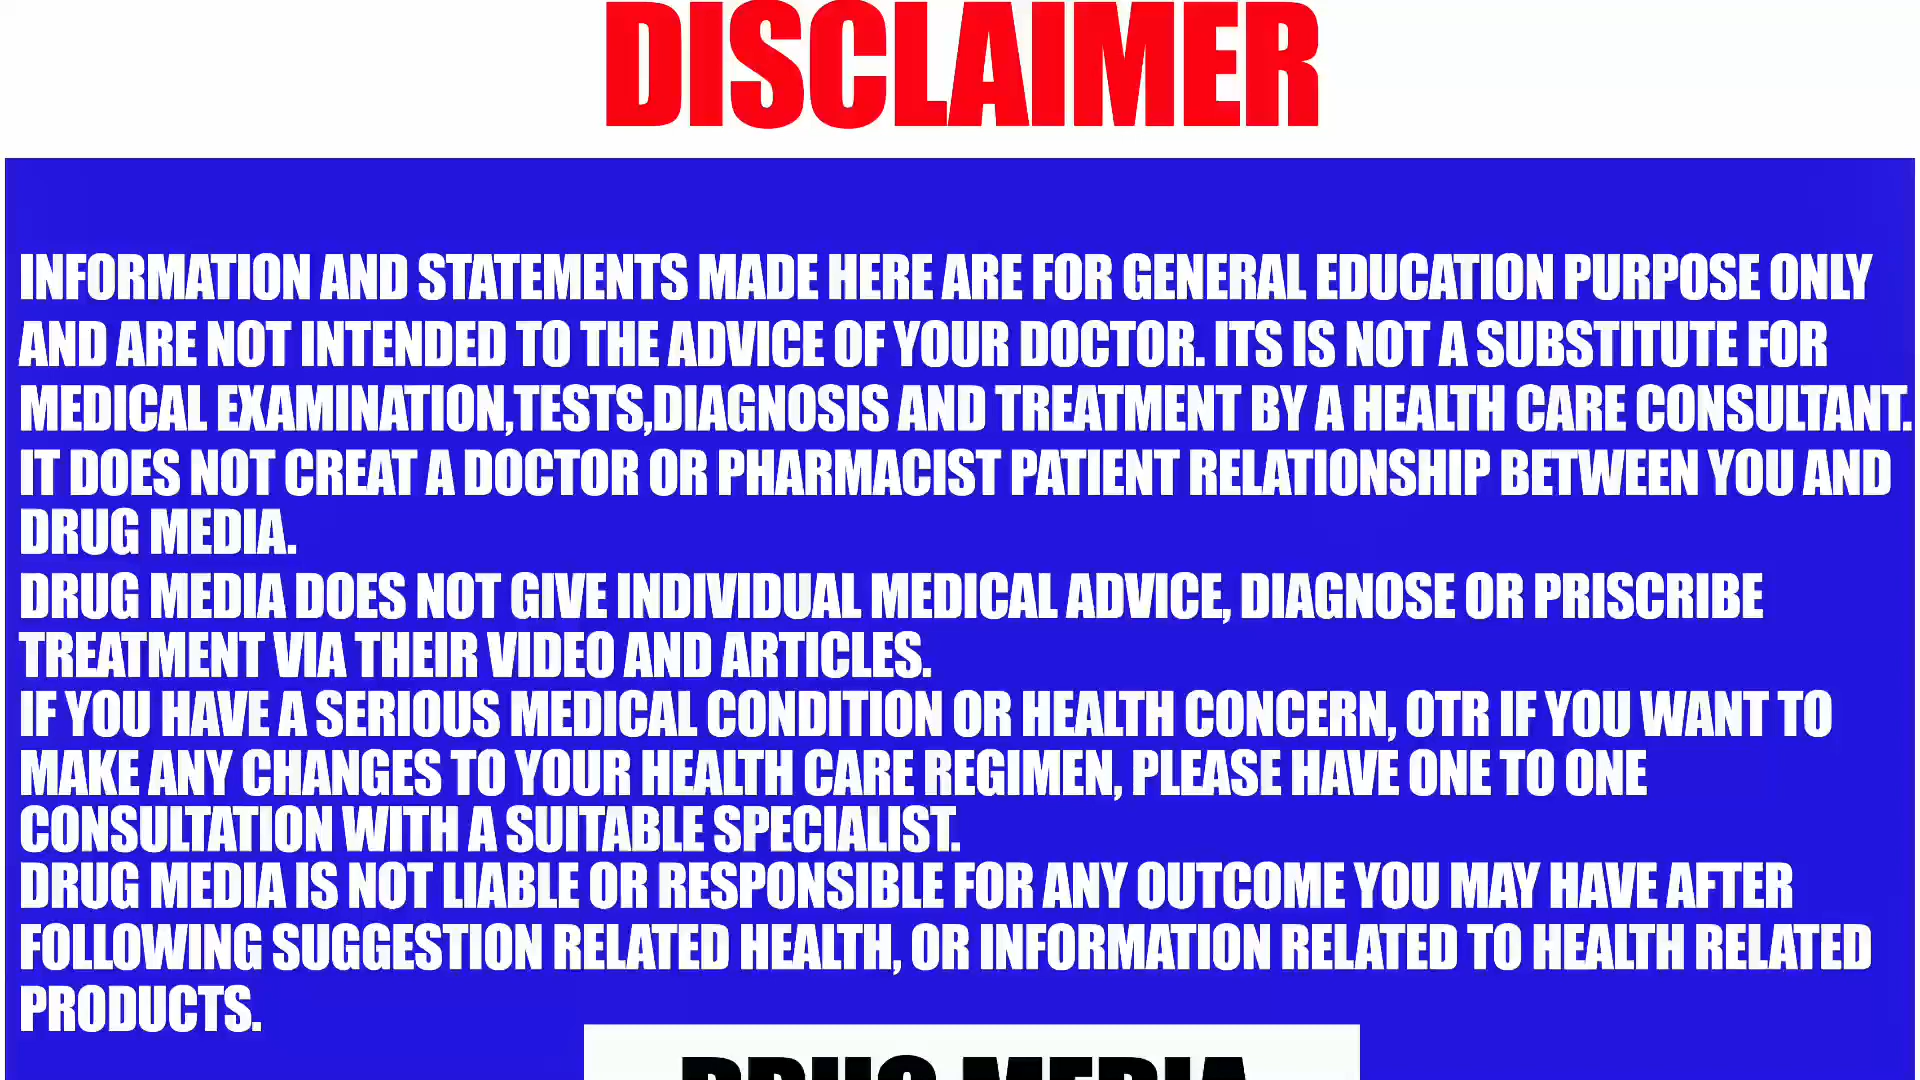 DISCLAIMER
INFORMATION AND STATEMENTS MADE HERE ARE FOR GENERAL EDUCATION PURPOSE ONLY
AND ARE NOT INTENDED TO THE ADVICE OF YOUR DOCTOR. ITS IS NOT A SUBSTITUTE FOR
MEDICAL EXAMINATION,TESTS,DIAGNOSIS AND TREATMENT BY A HEALTH CARE CONSULTANT.
IT DOES NOT CREAT A DOCTOR OR PHARMACIST PATIENT RELATIONSHIP BETWEEN YOU AND
DRUG MEDIA.
DRUG MEDIA DOES NOT GIVE INDIVIDUAL MEDICAL ADVICE, DIAGNOSE OR PRISCRIBE
TREATMENT VIA THEIR VIDEO AND ARTICLES.
IF YOU HAVE A SERIOUS MEDICAL CONDITION OR HEALTH CONCERN, OTR IF YOU WANT TO
MAKE ANY CHANGES TO YOUR HEALTH CARE REGIMEN, PLEASE HAVE ONE TO ONE
CONSULTATION WITH A SUITABLE SPECIALIST.
DRUG MEDIA IS NOT LIABLE OR RESPONSIBLE FOR ANY OUTCOME YOU MAY HAVE AFTER
FOLLOWING SUGGESTION RELATED HEALTH, OR INFORMATION RELATED TO HEALTH RELATED
PRODUCTS.
DRUG MEDIA